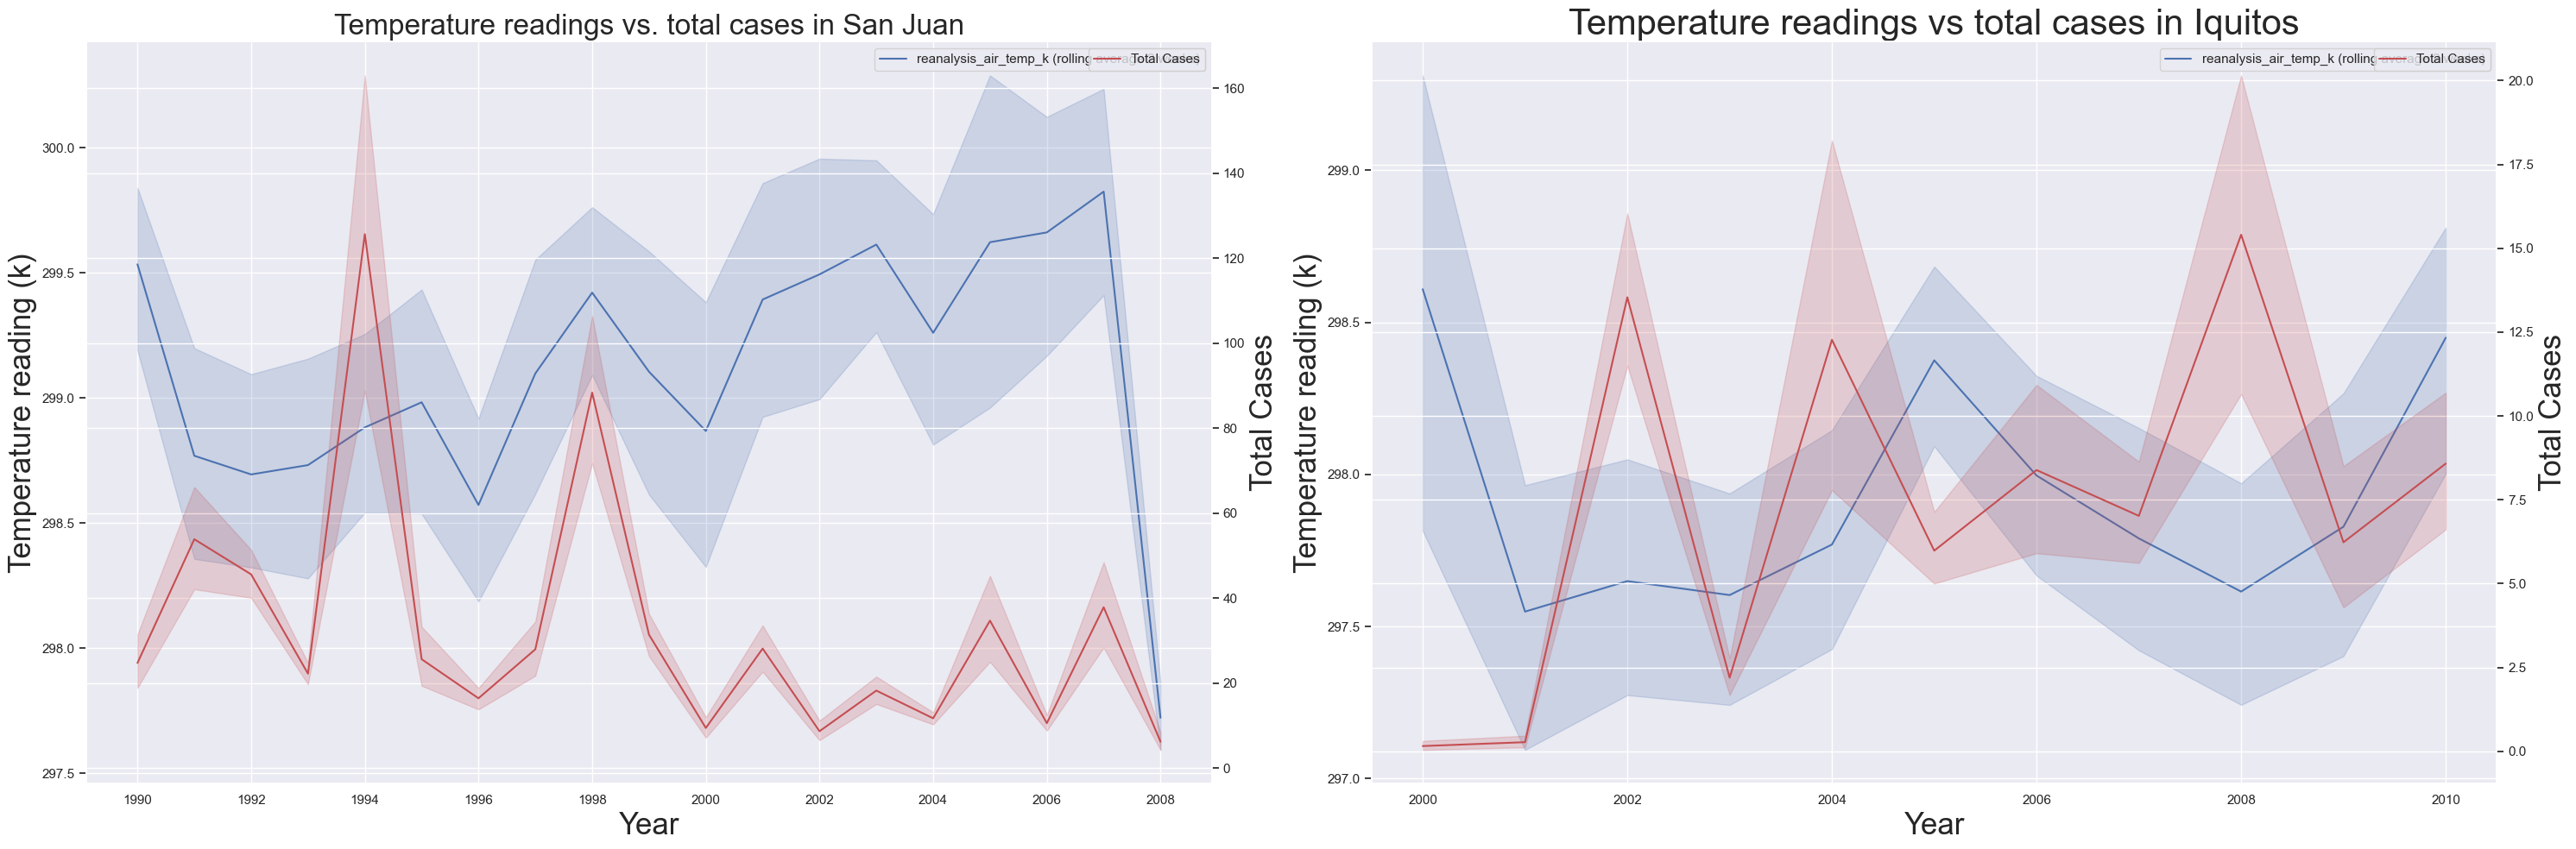 Temperature readings vs. total cases in San Juan
reanalysis_air_temp_k (rolling
Total Cases
160
140
120
100
80
60
40
20
0
300.0
299.5
299.0
298.5
298.0
297.5
Temperature reading (k)
Total Cases
1990 1992 1994 1996 1998 2000 2002 2004 2006 2008
Year
Temperature readings vs total cases in Iquitos
reanalysis_air_temp_k (rolling
Total Cases
20.0
17.5
15.0
12.5
10.0
7.5
5.0
2.5
0.0
299.0
298.5
298.0
297.5
297.0
Temperature reading (k)
Total Cases
2000 2002 2004 2006 2008 2010
Year